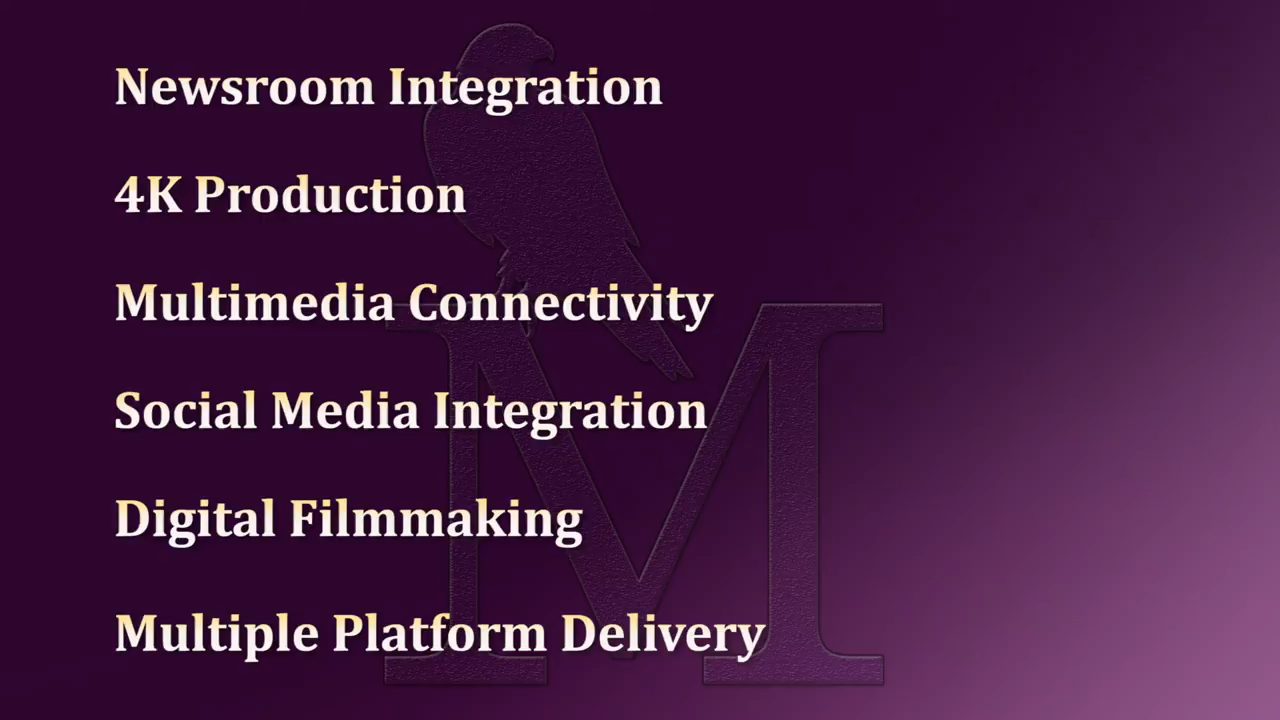 Newsroom Integration
4K Production
Multimedia Connectivity
Social Media Integration
Digital Filmmaking
Multiple Platform Delivery
M